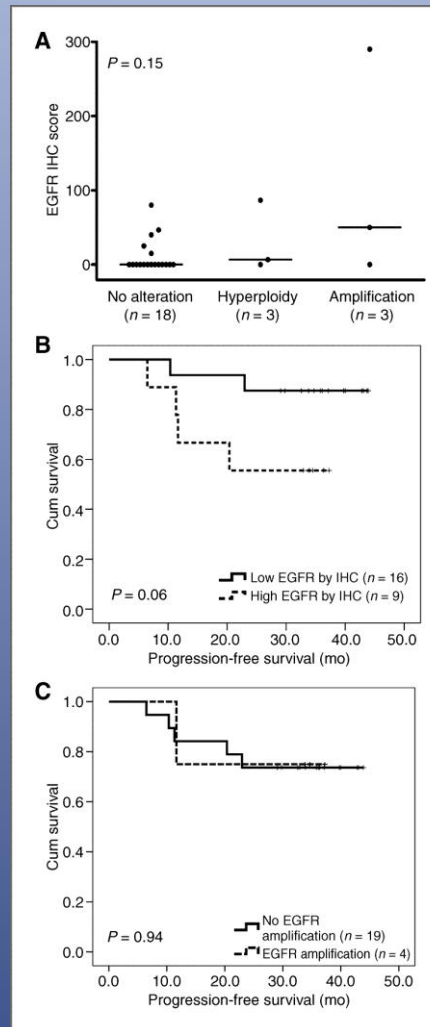 A
P = 0.15
EGFR IHC score
300
200
100
0
No alteration Hyperploidy Amplification
(n = 18) (n = 3) (n = 3)
B
Cum survival
1.0
0.8
0.6
0.4
0.2
0.0
P = 0.06
Low EGFR by IHC (n = 16)
High EGFR by IHC (n = 9)
0.0 10.0 20.0 30.0 40.0 50.0
Progression-free survival (mo)
C
Cum survival
1.0
0.8
0.6
0.4
0.2
0.0
P = 0.94
No EGFR
amplification (n = 19)
EGFR amplification (n = 4)
0.0 10.0 20.0 30.0 40.0 50.0
Progression-free survival (mo)